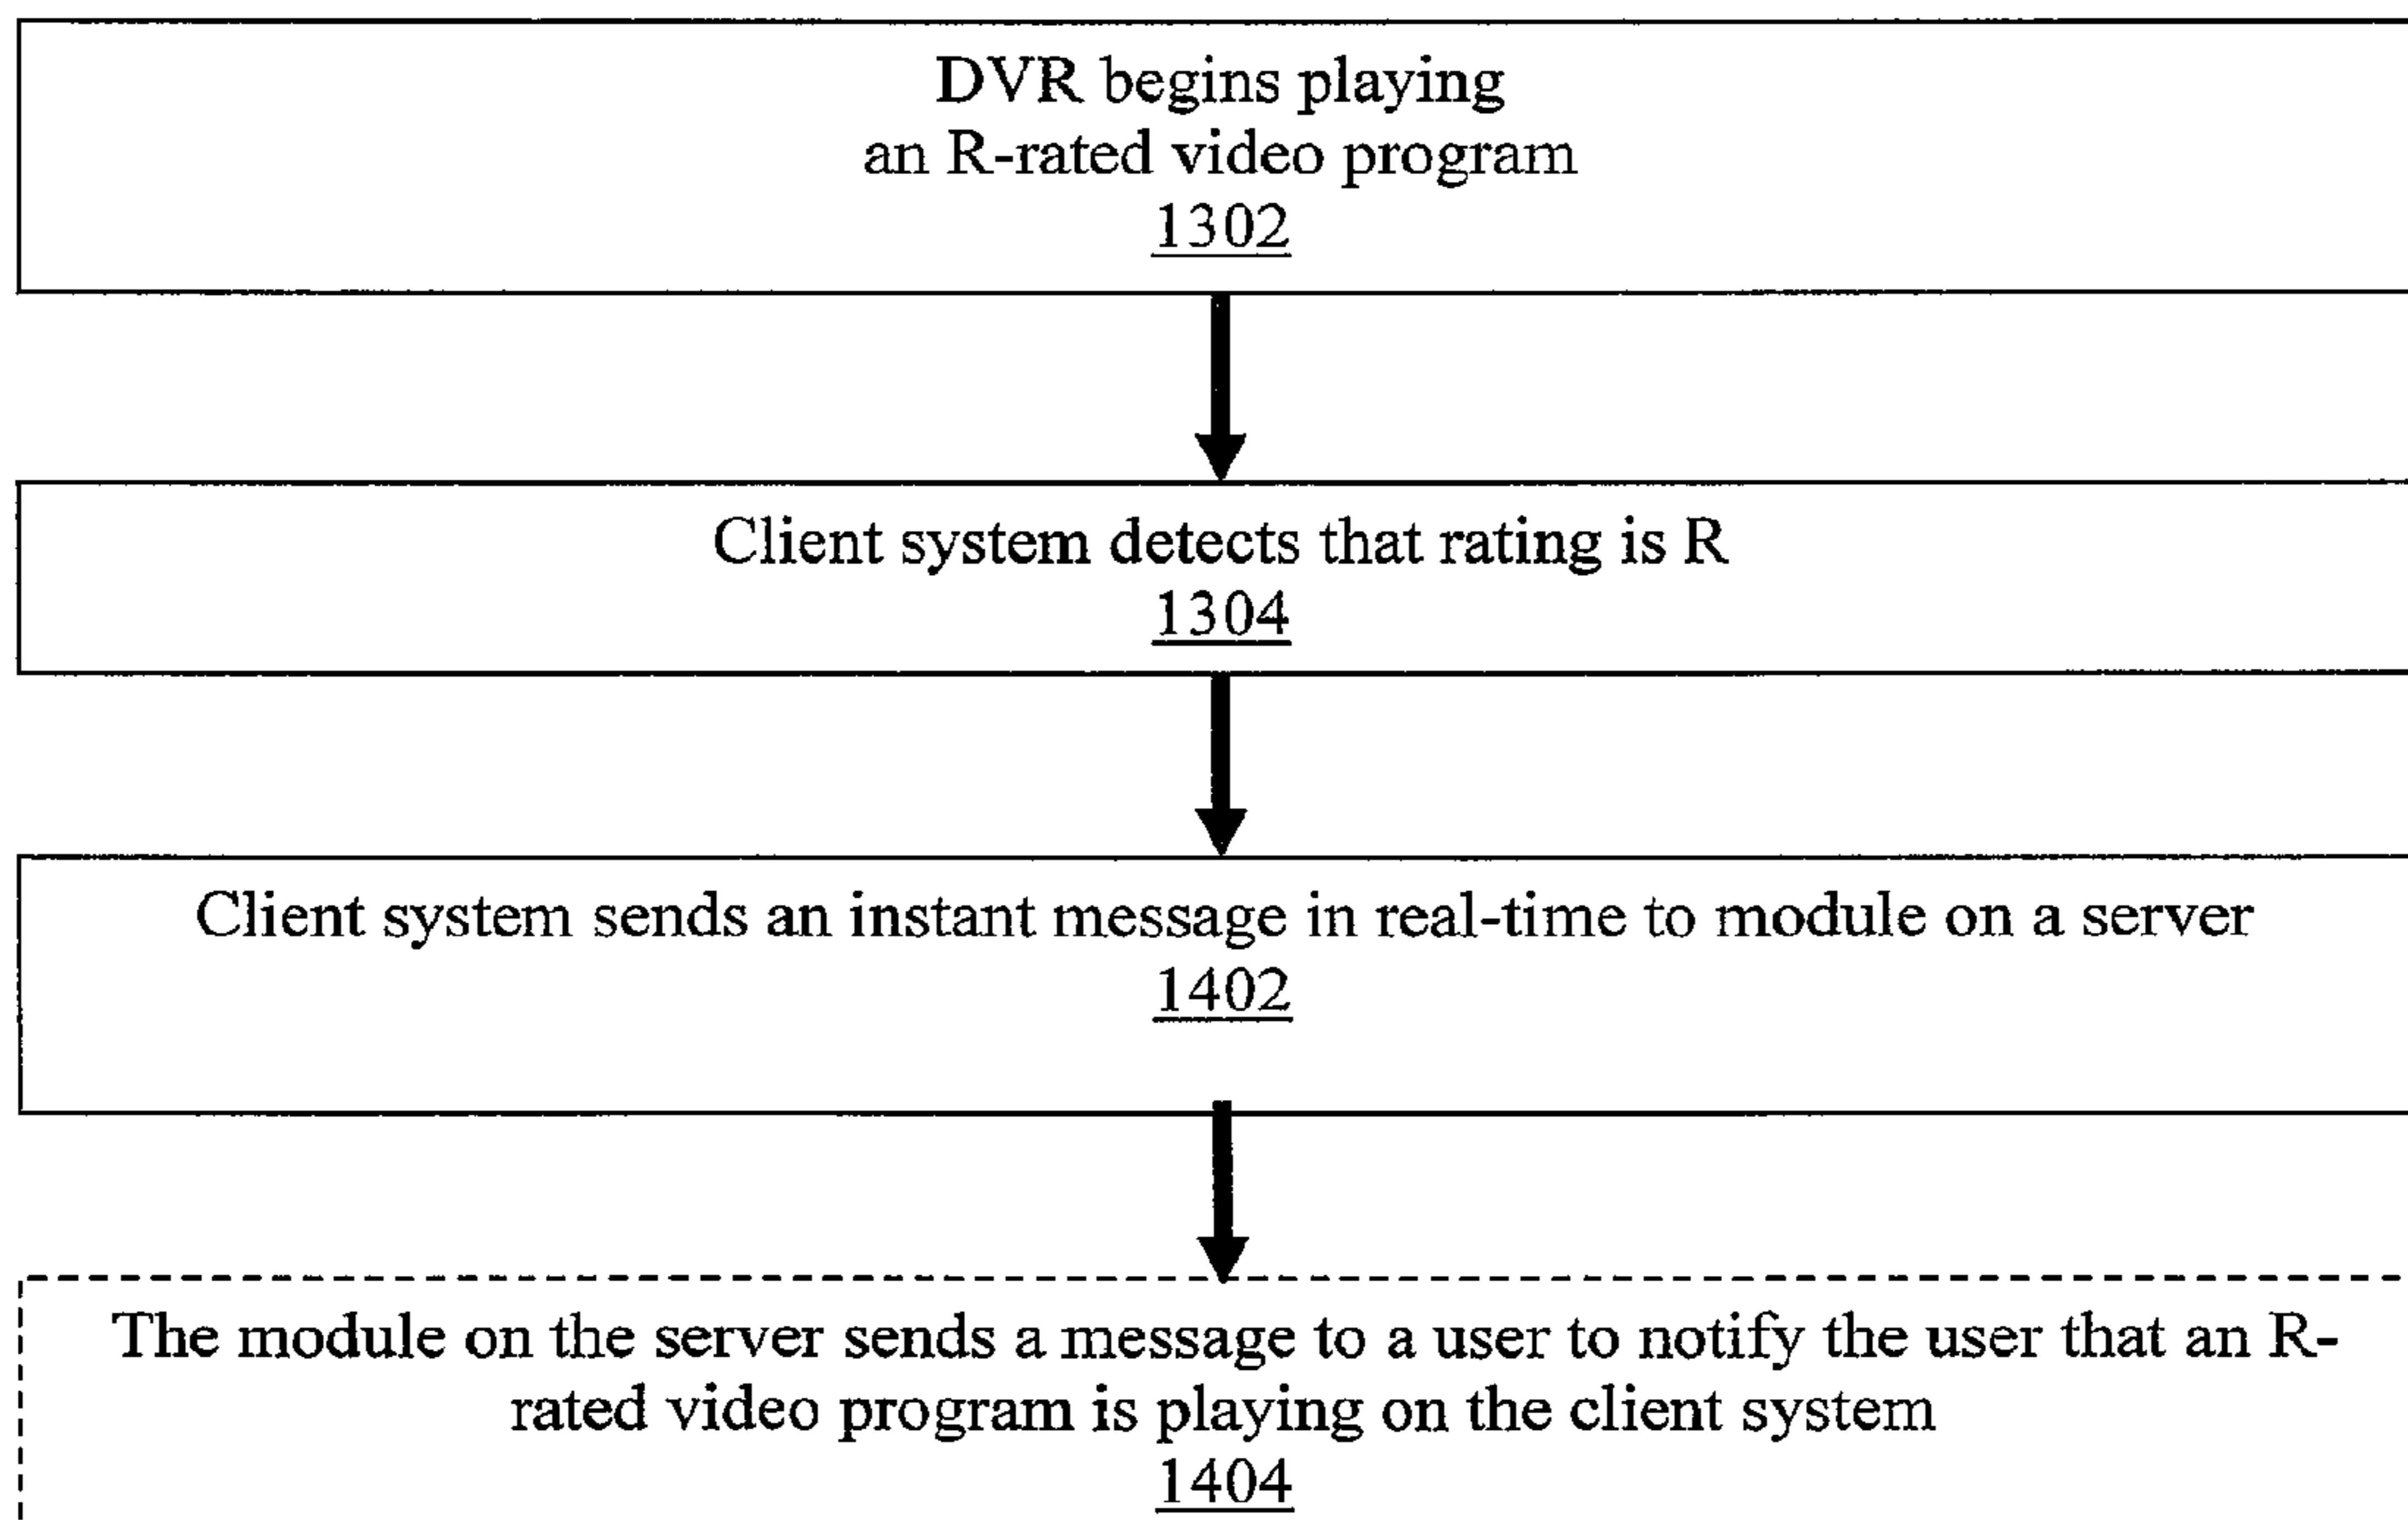 DVR begins playing
an R-rated video program
1302
Client system detects that rating is R
1304
Client system sends an instant message in real-time to module on a server
1402
The module on the server sends a message to a user to notify the user that an R-
rated video program is playing on the client system
1404